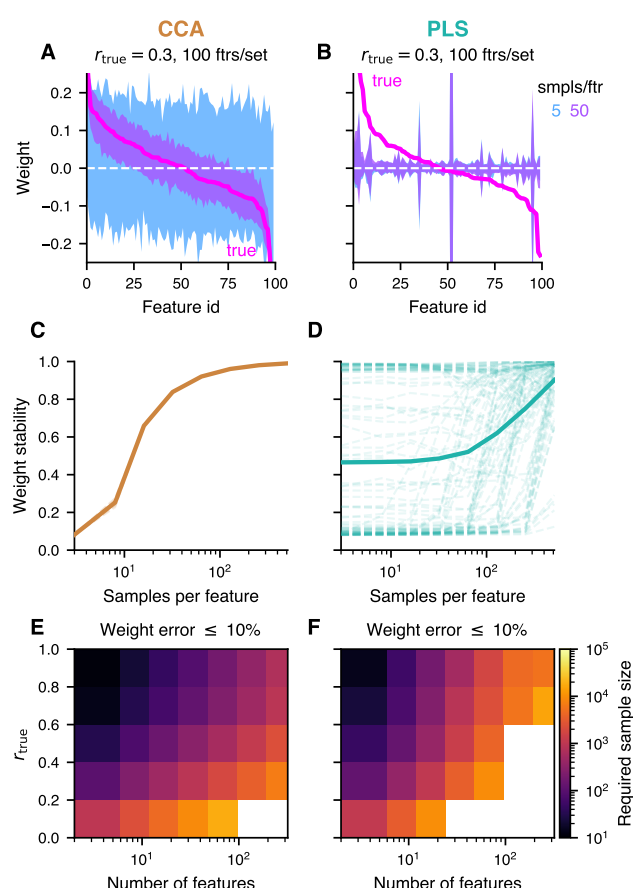 CCA
PLS
A
r_true = 0.3, 100 ftrs/set
B
r_true = 0.3, 100 ftrs/set
Weight
0.2
0.1
0.0
−0.1
−0.2
true
0 25 50 75 100
Feature id
true
smpls/ftr
5 50
0 25 50 75 100
Feature id
C
D
Weight stability
1.0
0.8
0.6
0.4
0.2
0.0
10^1 10^2
Samples per feature
10^1 10^2
Samples per feature
E
Weight error ≤ 10%
F
Weight error ≤ 10%
r_true
1.0
0.8
0.6
0.4
0.2
0.0
10^1 10^2
Number of features
10^1 10^2
Number of features
10^5
10^4
10^3
10^2
10^1
Required sample size